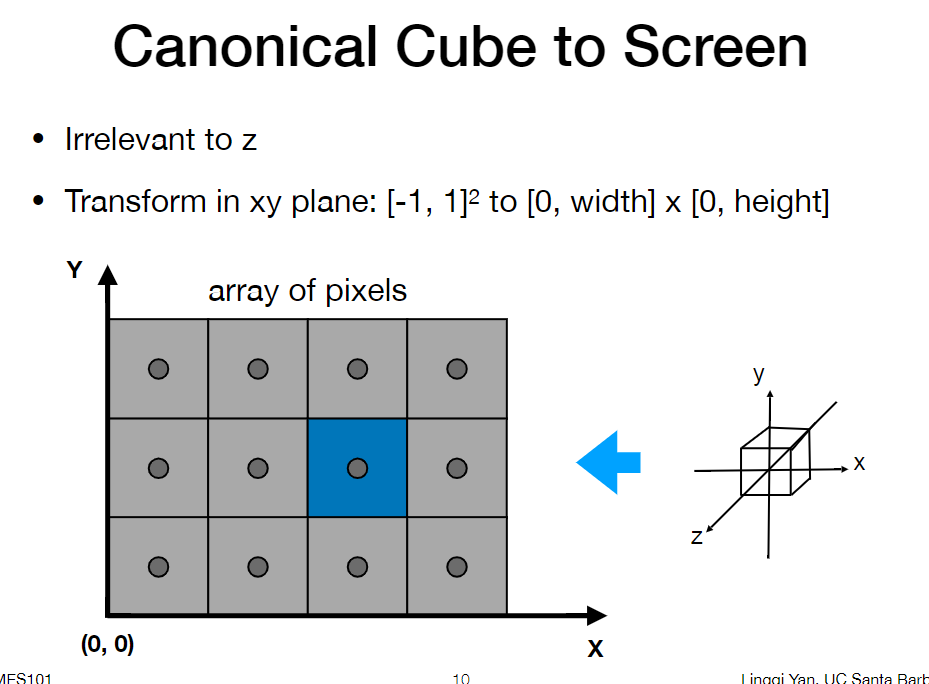 Canonical Cube to Screen
• Irrelevant to z
• Transform in xy plane: [-1, 1]² to [0, width] x [0, height]
Y
array of pixels
y
x
z
(0, 0)
X
MES101
10
Lingqi Yan, UC Santa Barb